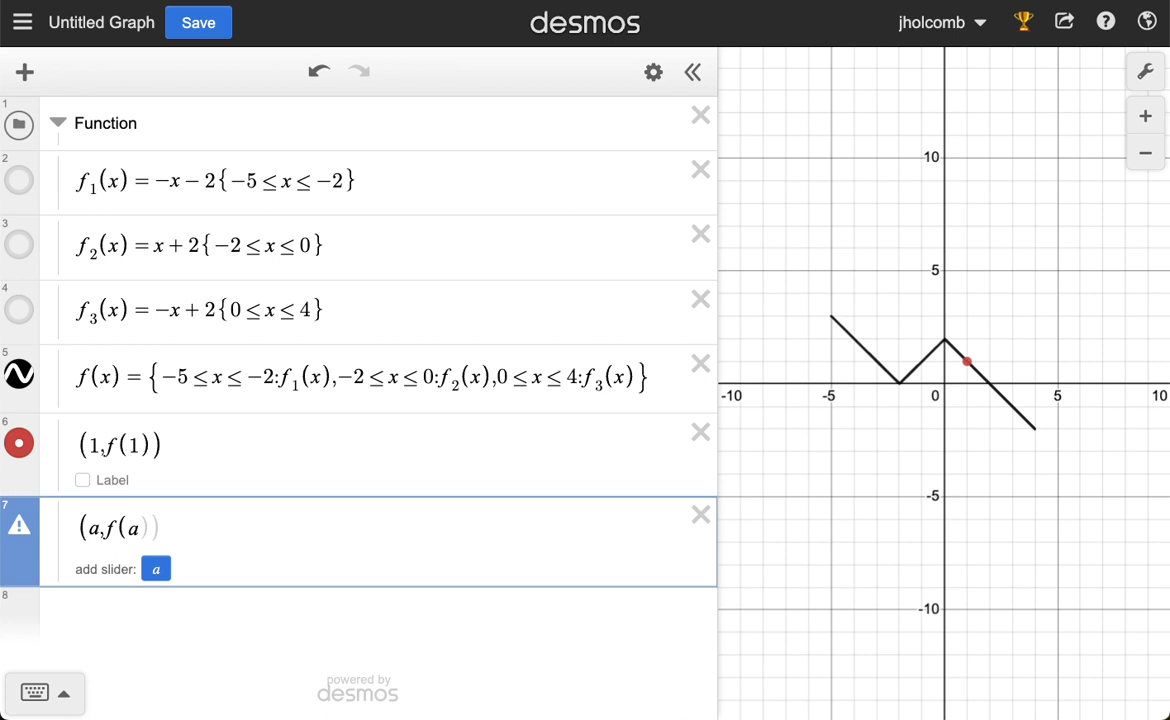 Untitled Graph Save desmos jholcomb
1
Function
2
f₁(x) = −x − 2{−5 ≤ x ≤ −2}
3
f₂(x) = x + 2{−2 ≤ x ≤ 0}
4
f₃(x) = −x + 2{0 ≤ x ≤ 4}
5
f(x) = {−5 ≤ x ≤ −2:f₁(x),−2 ≤ x ≤ 0:f₂(x),0 ≤ x ≤ 4:f₃(x)}
6
(1,f(1))
Label
7
(a,f(a))
add slider: a
8
powered by
desmos
10
5
-10 -5 0 5 10
-5
-10